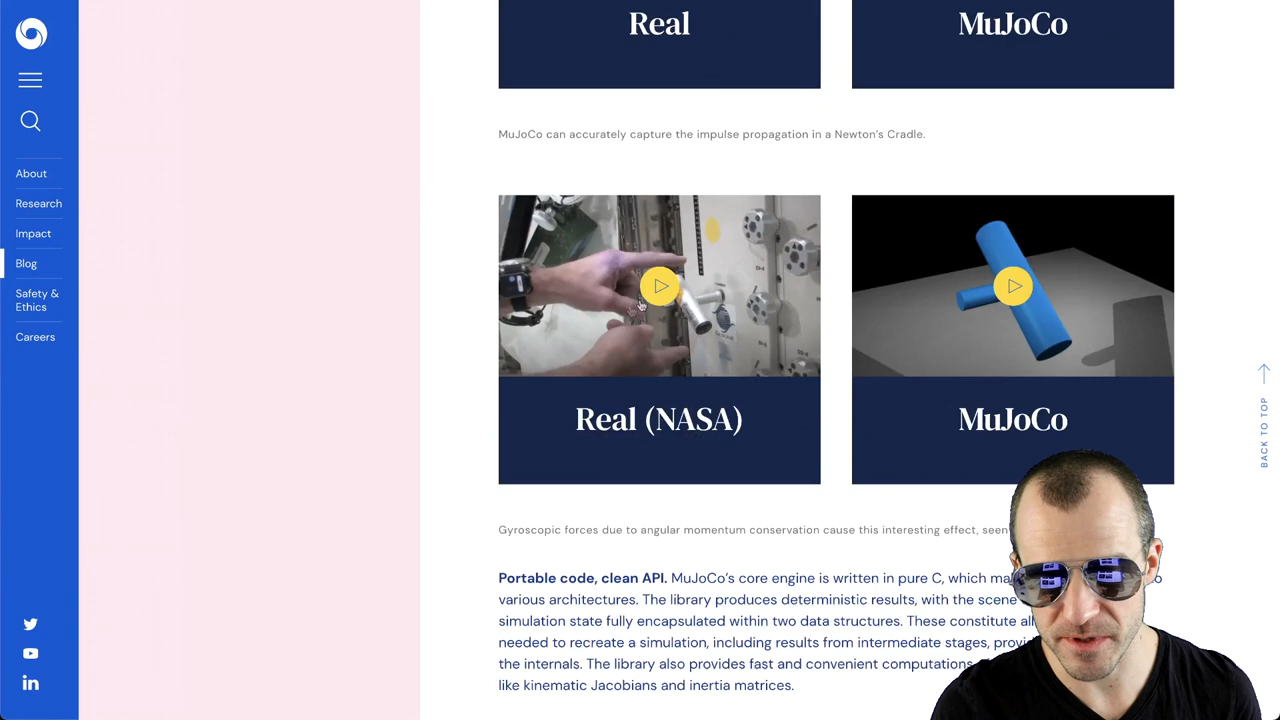 Real
MuJoCo
MuJoCo can accurately capture the impulse propagation in a Newton's Cradle.
About
Research
Impact
Blog
Safety &
Ethics
Careers
Real (NASA)
MuJoCo
BACK TO TOP
Gyroscopic forces due to angular momentum conservation cause this interesting effect, seen
Portable code, clean API. MuJoCo's core engine is written in pure C, which
various architectures. The library produces deterministic results, with the scene
simulation state fully encapsulated within two data structures. These constitute
needed to recreate a simulation, including results from intermediate stages,
the internals. The library also provides fast and convenient computations
like kinematic Jacobians and inertia matrices.